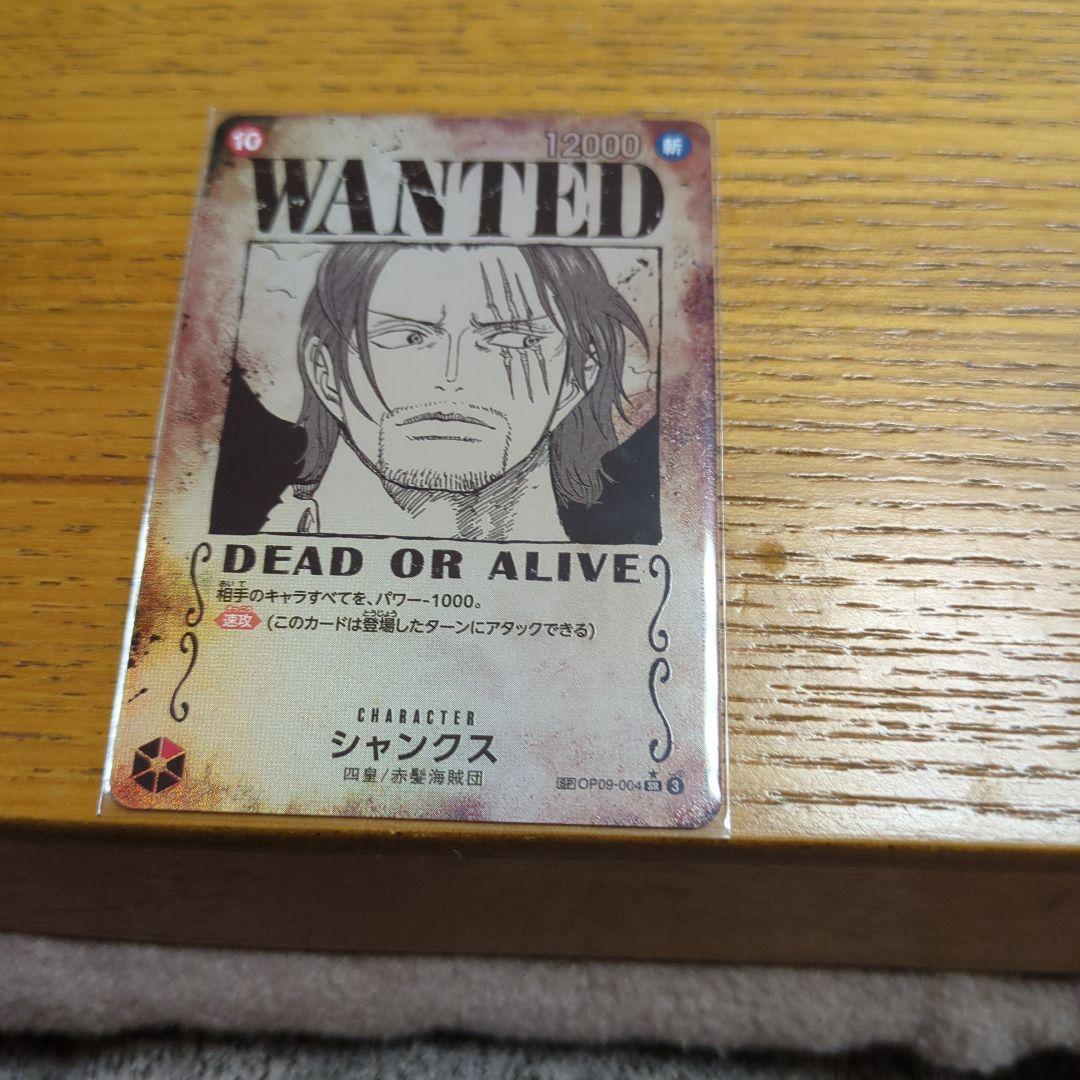 10 12000 斬
WANTED
DEAD OR ALIVE
相手のキャラすべてを、パワー-1000。
速攻 (このカードは登場したターンにアタックできる)
CHARACTER
シャンクス
四皇/赤髪海賊団
SP OP09-004 SR 3